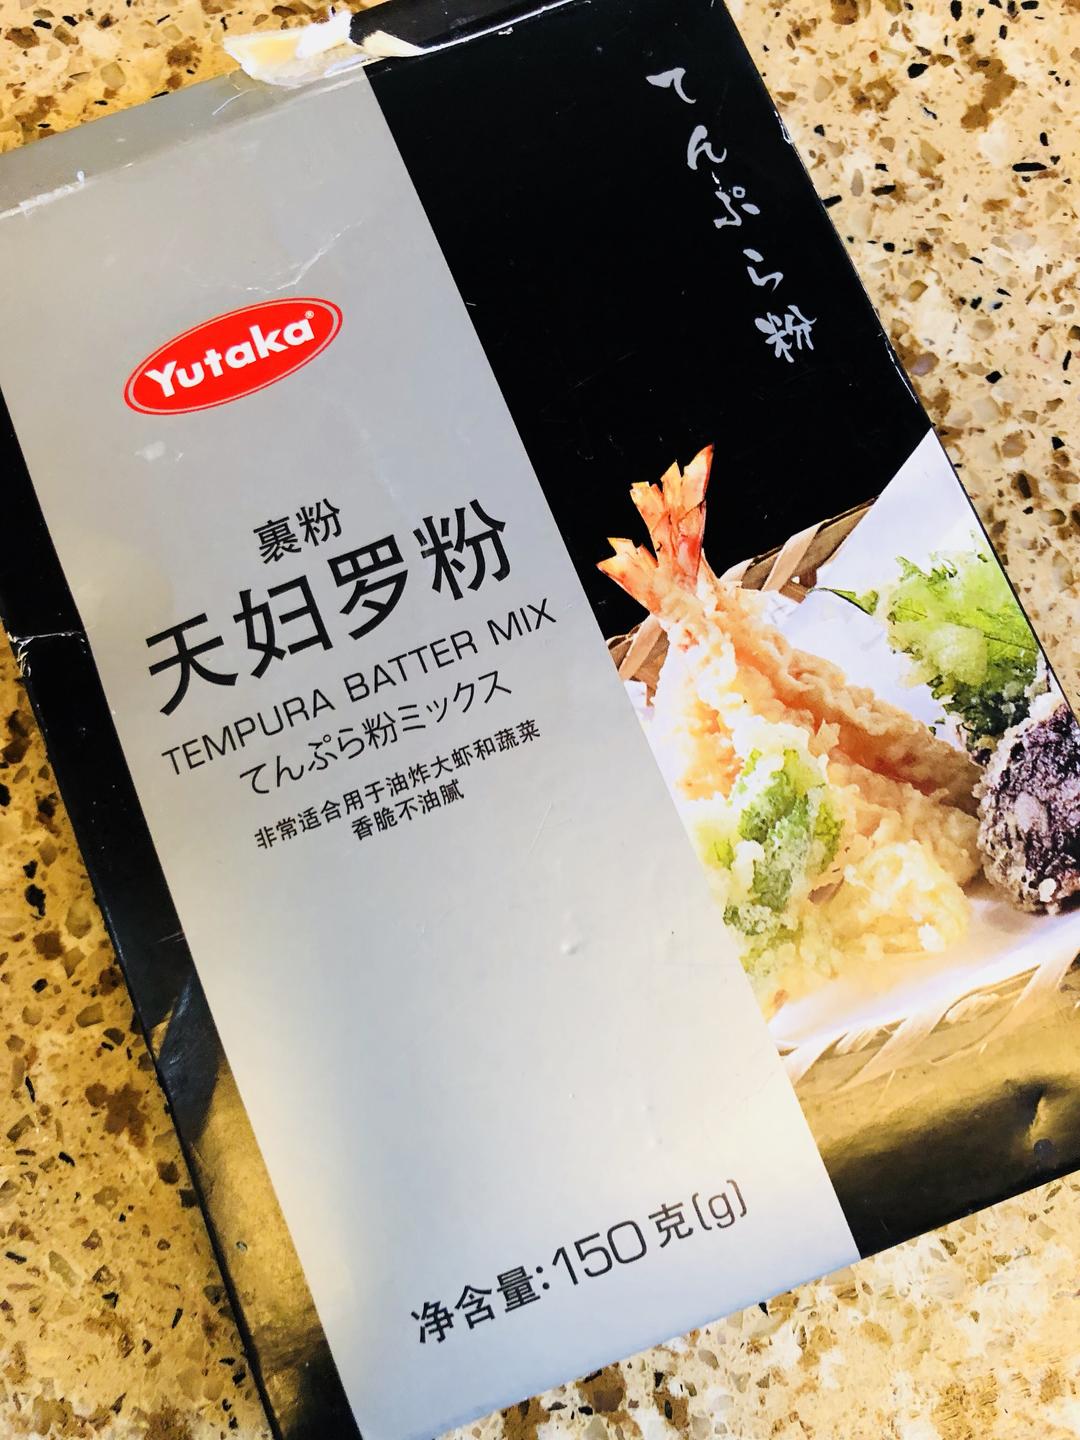 てんぷら粉
Yutaka®
裹粉
天妇罗粉
TEMPURA BATTER MIX
てんぷら粉ミックス
非常适合用于油炸大虾和蔬菜
香脆不油腻
净含量:150克(g)